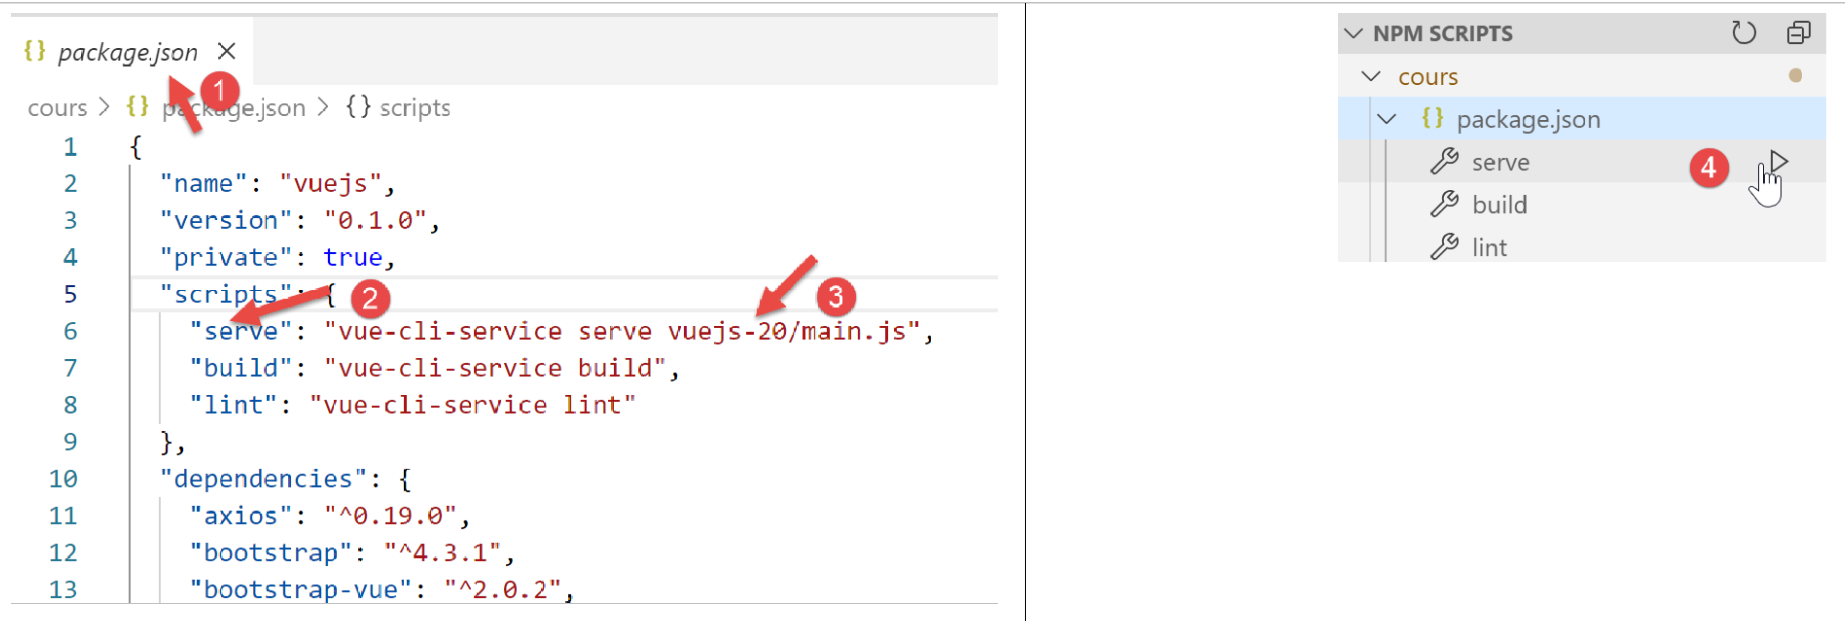 {} package.json ×
1
cours > {} package.json > {} scripts
1 {
2 "name": "vuejs",
3 "version": "0.1.0",
4 "private": true,
5 "scripts": {
2
3
6 "serve": "vue-cli-service serve vuejs-20/main.js",
7 "build": "vue-cli-service build",
8 "lint": "vue-cli-service lint"
9 },
10 "dependencies": {
11 "axios": "^0.19.0",
12 "bootstrap": "^4.3.1",
13 "bootstrap-vue": "^2.0.2",
NPM SCRIPTS
cours
{} package.json
serve
4
build
lint